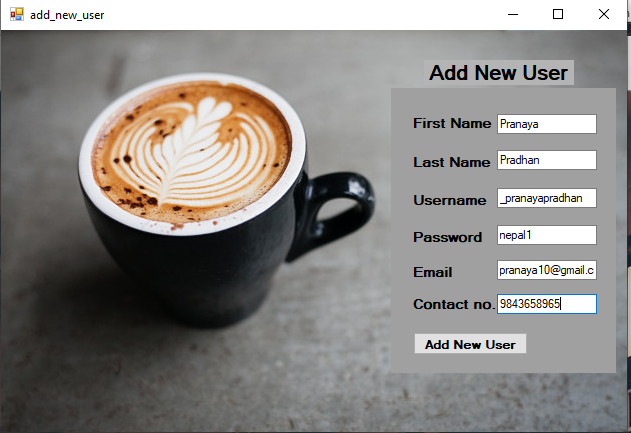 add_new_user
Add New User
First Name Pranaya
Last Name Pradhan
Username _pranayapradhan
Password nepal1
Email pranaya10@gmail.c
Contact no. 9843658965
Add New User